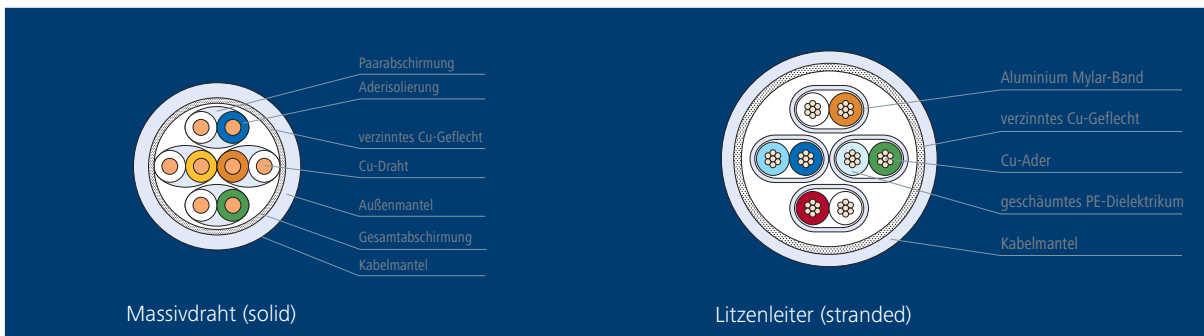 Paarabschirmung
Aderisolierung
verzinntes Cu-Geflecht
Cu-Draht
Außenmantel
Gesamtabschirmung
Kabelmantel
Massivdraht (solid)
Aluminium Mylar-Band
verzinntes Cu-Geflecht
Cu-Ader
geschäumtes PE-Dielektrikum
Kabelmantel
Litzenleiter (stranded)